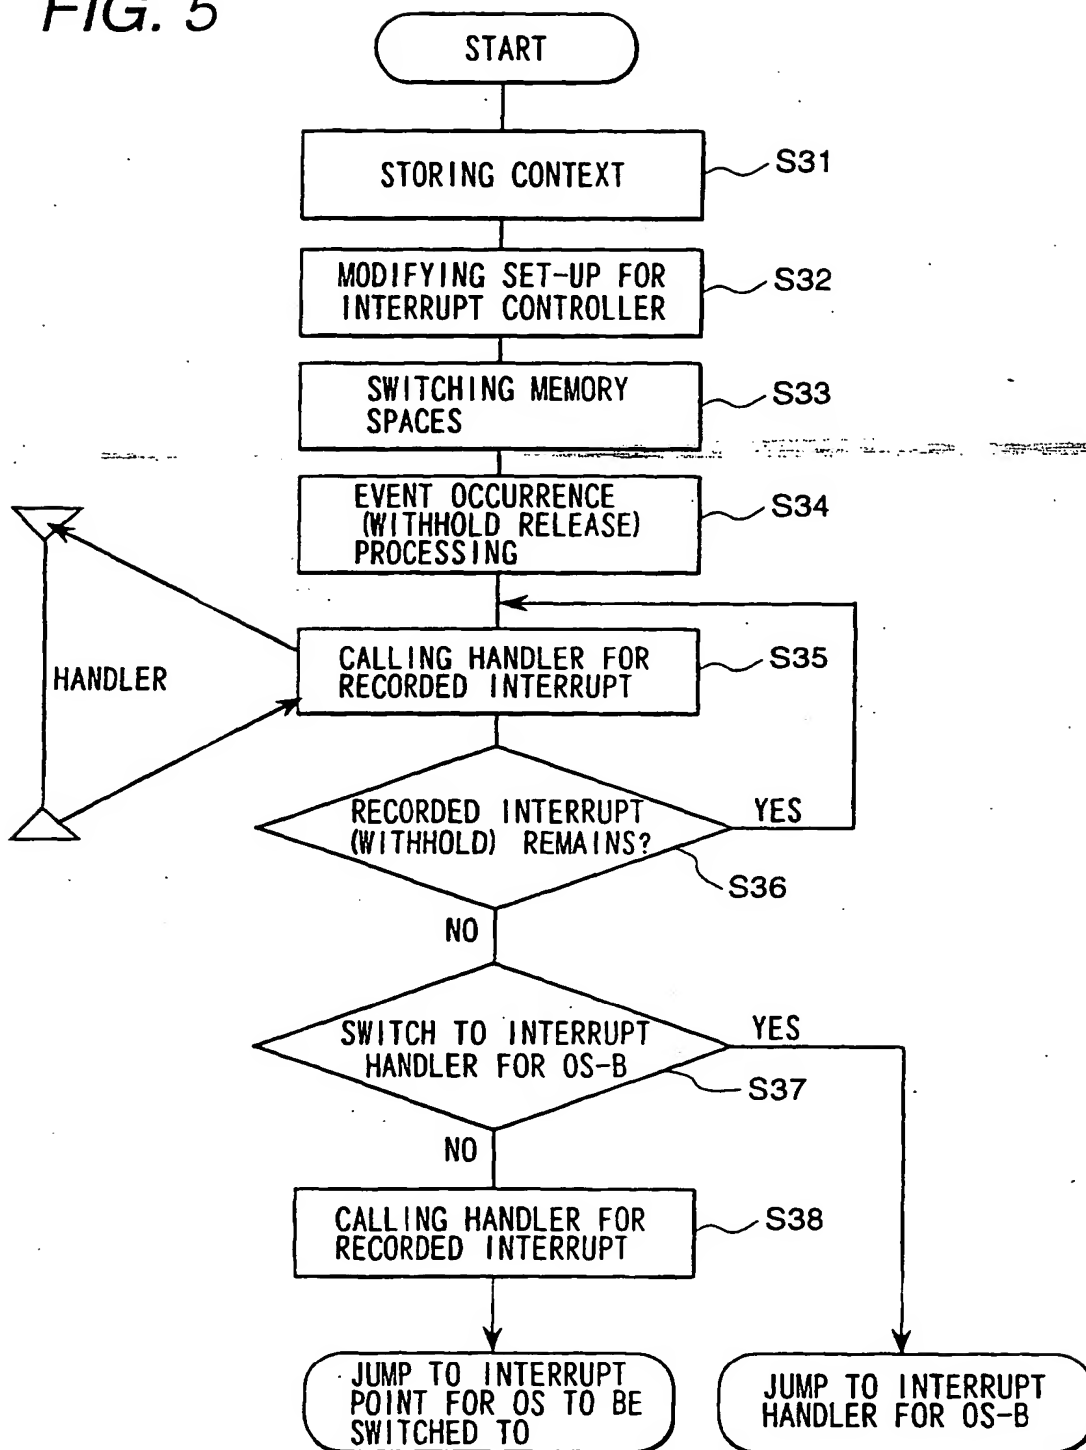 FIG. 5
START
STORING CONTEXT
S31
MODIFYING SET-UP FOR
INTERRUPT CONTROLLER
S32
SWITCHING MEMORY
SPACES
S33
EVENT OCCURRENCE
(WITHHOLD RELEASE)
PROCESSING
S34
HANDLER
CALLING HANDLER FOR
RECORDED INTERRUPT
S35
RECORDED INTERRUPT
(WITHHOLD) REMAINS?
YES
S36
NO
SWITCH TO INTERRUPT
HANDLER FOR OS-B
YES
S37
NO
CALLING HANDLER FOR
RECORDED INTERRUPT
S38
JUMP TO INTERRUPT
POINT FOR OS TO BE
SWITCHED TO
JUMP TO INTERRUPT
HANDLER FOR OS-B